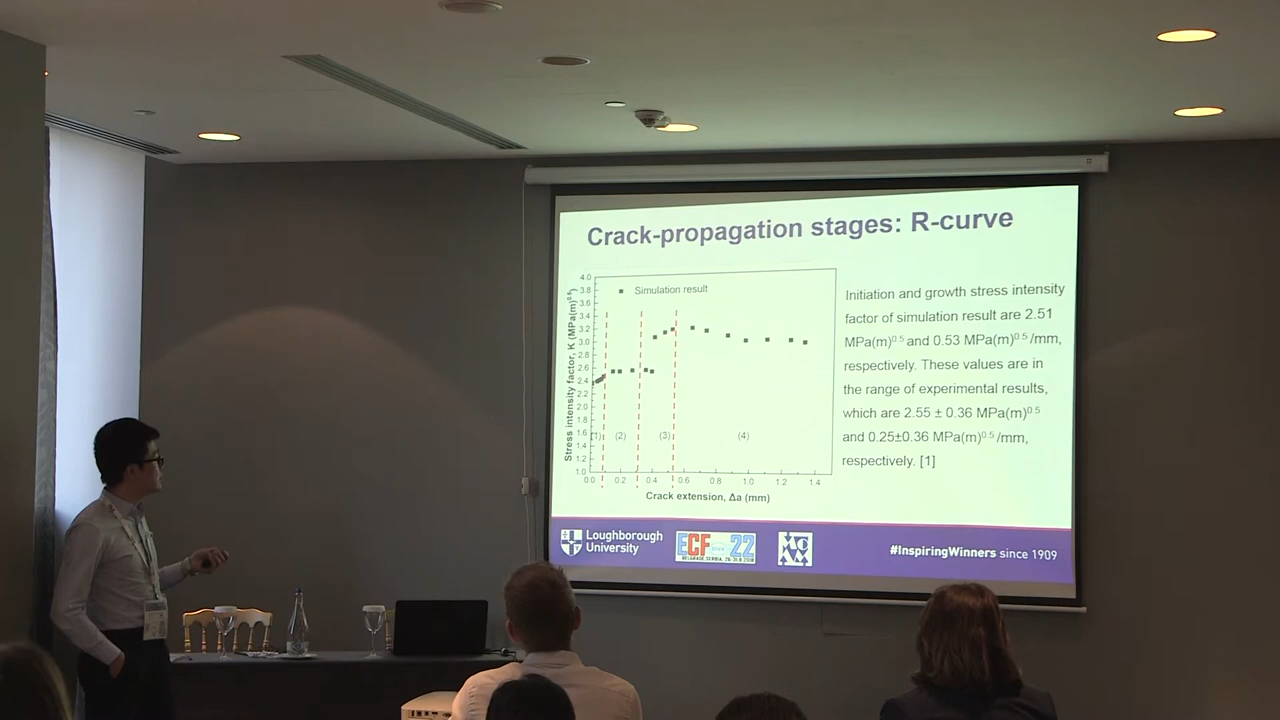 Crack-propagation stages: R-curve
4.0
3.8
3.6
3.4
3.2
3.0
2.8
2.6
2.4
2.2
2.0
1.8
1.6
1.4
1.2
1.0
Stress intensity factor, K (MPa(m)^0.5)
Simulation result
(1)
(2)
(3)
(4)
0.0 0.2 0.4 0.6 0.8 1.0 1.2 1.4
Crack extension, Δa (mm)
Initiation and growth stress intensity
factor of simulation result are 2.51
MPa(m)^0.5 and 0.53 MPa(m)^0.5/mm,
respectively. These values are in
the range of experimental results,
which are 2.55 ± 0.36 MPa(m)^0.5
and 0.25±0.36 MPa(m)^0.5/mm,
respectively. [1]
Loughborough
University
ECF 22
BELGRADE, SERBIA, 26-31.8 2018
#InspiringWinners since 1909